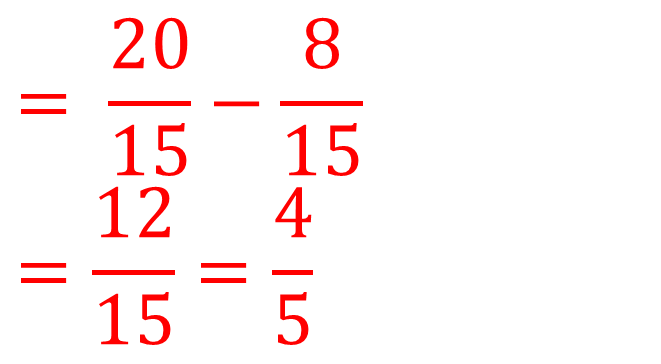 = 20/15 − 8/15
= 12/15 = 4/5